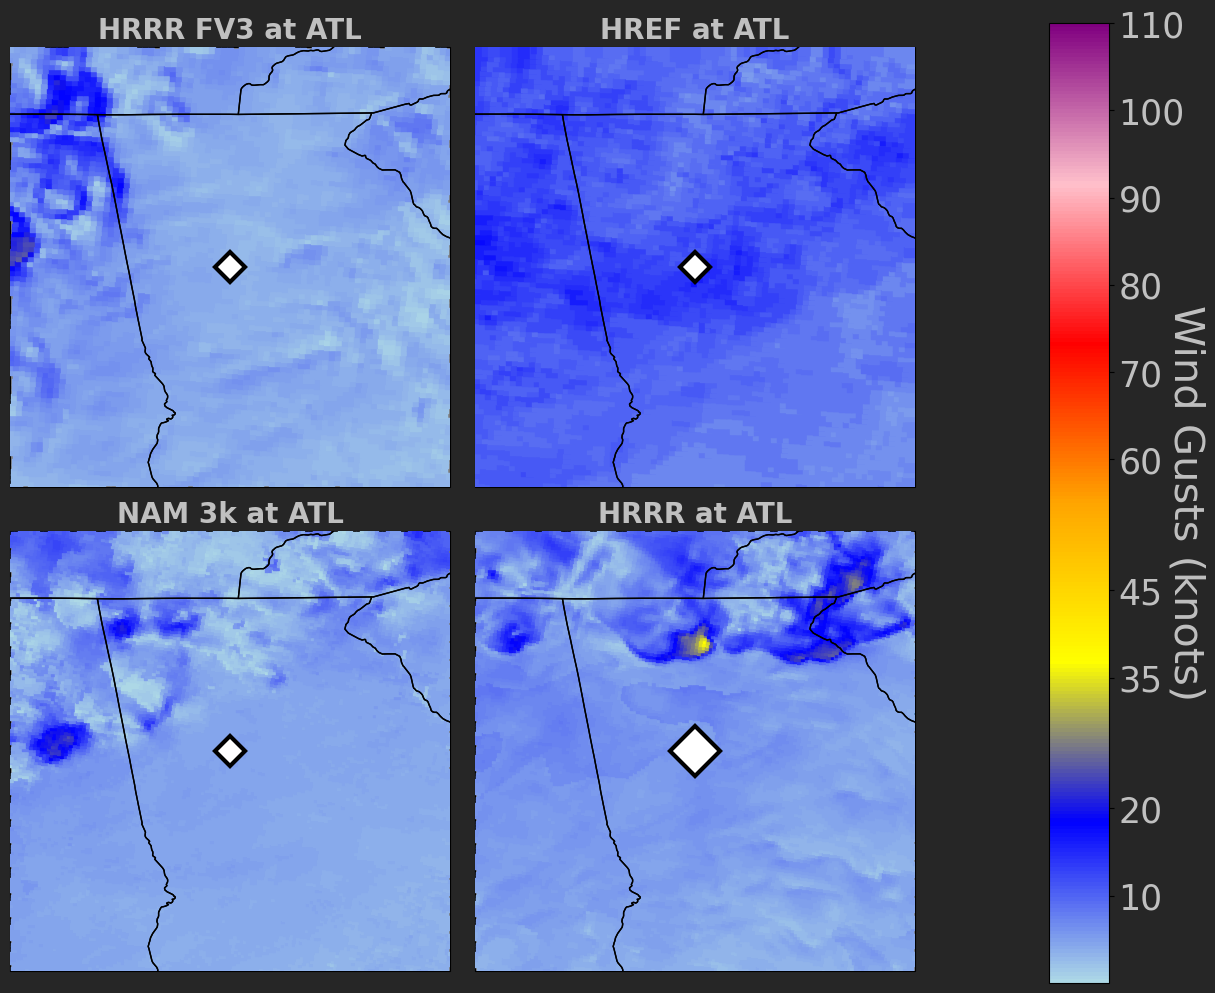 HRRR FV3 at ATL
HREF at ATL
NAM 3k at ATL
HRRR at ATL
110
100
90
80
70
60
45
35
20
10
Wind Gusts (knots)